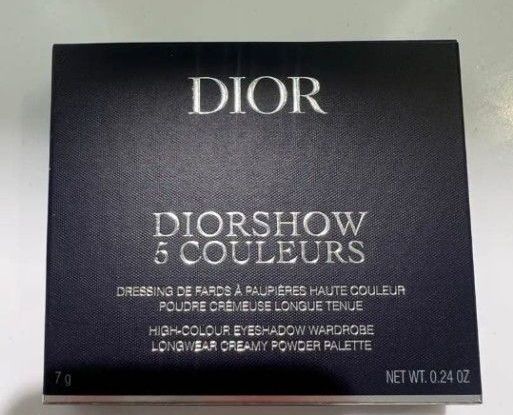 DIOR
DIORSHOW
5 COULEURS
DRESSING DE FARDS À PAUPIÈRES HAUTE COULEUR
POUDRE CRÉMEUSE LONGUE TENUE
HIGH-COLOUR EYESHADOW WARDROBE
LONGWEAR CREAMY POWDER PALETTE
7 g
NET WT. 0.24 OZ